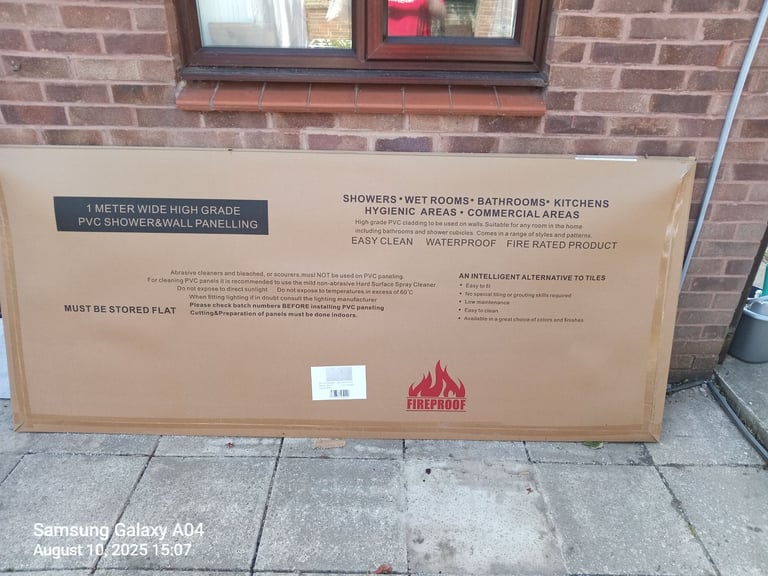 1 METER WIDE HIGH GRADE
PVC SHOWER&WALL PANELLING
SHOWERS • WET ROOMS • BATHROOMS • KITCHENS
HYGIENIC AREAS • COMMERCIAL AREAS
High grade PVC cladding to be used on walls. Suitable for any room in the home
including bathrooms and shower cubicles. Comes in a range of styles and patterns.
EASY CLEAN WATERPROOF FIRE RATED PRODUCT
Abrasive cleaners and bleached, or scourers,must NOT be used on PVC paneling.
For cleaning PVC panels it is recommended to use the mild non-abrasive Hard Surface Spray Cleaner
Do not expose to direct sunlight Do not expose to temperatures in excess of 60°C
When fitting lighting if in doubt consult the lighting manufacturer
Please check batch numbers BEFORE installing PVC paneling
Cutting&Preparation of panels must be done indoors.
MUST BE STORED FLAT
AN INTELLIGENT ALTERNATIVE TO TILES
• Easy to fit
• No special tiling or grouting skills required
• Low maintenance
• Easy to clean
• Available in a great choice of colors and finishes
FIREPROOF
Samsung Galaxy A04
August 10, 2025 15:07